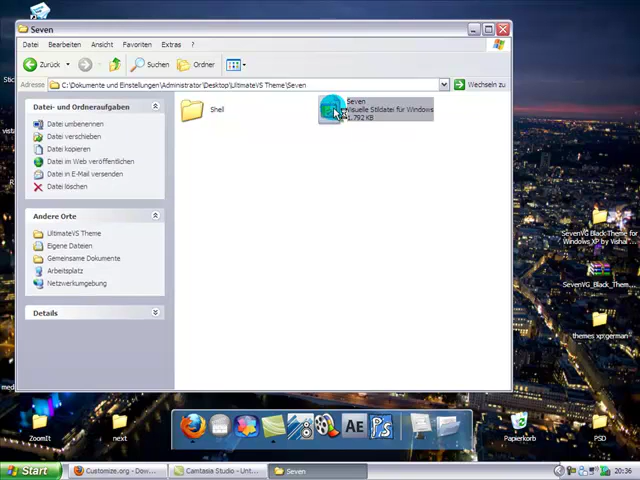 Seven
Datei Bearbeiten Ansicht Favoriten Extras ?
Zurück Suchen Ordner
Adresse C:\Dokumente und Einstellungen\Administrator\Desktop\UltimateVS Theme\Seven Wechseln zu
Datei- und Ordneraufgaben
Datei umbenennen
Datei verschieben
Datei kopieren
Datei im Web veröffentlichen
Datei in E-Mail versenden
Datei löschen
Andere Orte
UltimateVS Theme
Eigene Dateien
Gemeinsame Dokumente
Arbeitsplatz
Netzwerkumgebung
Details
Shell
Seven
Visuelle Stildatei für Windows
1.792 KB
SevenVG Black Theme for
Windows XP by Vishal ...
SevenVG_Black_Them...
themes xp:german
ZoomIt
next
AE
Ps
Papierkorb
PSD
Start
Customize.org - Dow...
Camtasia Studio - Unt...
Seven
20:36